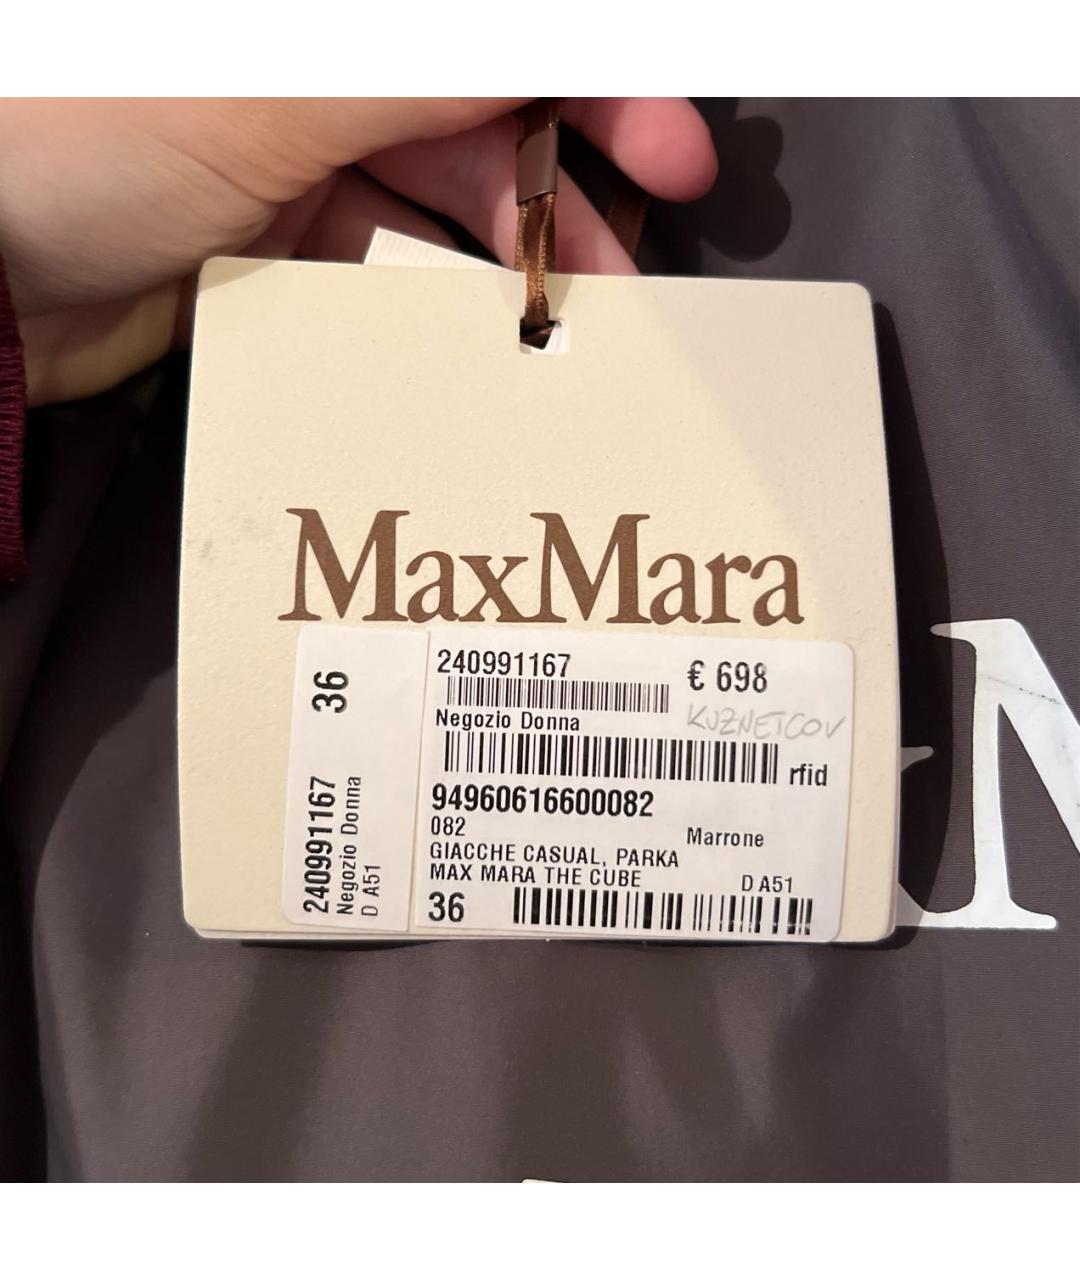 MaxMara
36
240991167
Negozio Donna
D A51
240991167
€ 698
Negozio Donna
KUZNETCOV
rfid
94960616600082
082
Marrone
GIACCHE CASUAL, PARKA
MAX MARA THE CUBE
D A51
36
M